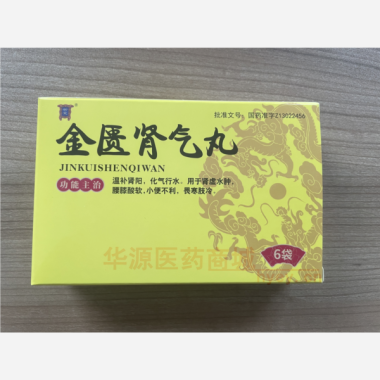 批准文号：国药准字Z13022456
金匮肾气丸
JINKUISHENQIWAN
功能主治
温补肾阳，化气行水。用于肾虚水肿，
腰膝酸软，小便不利，畏寒肢冷。
华源医药商城
6袋